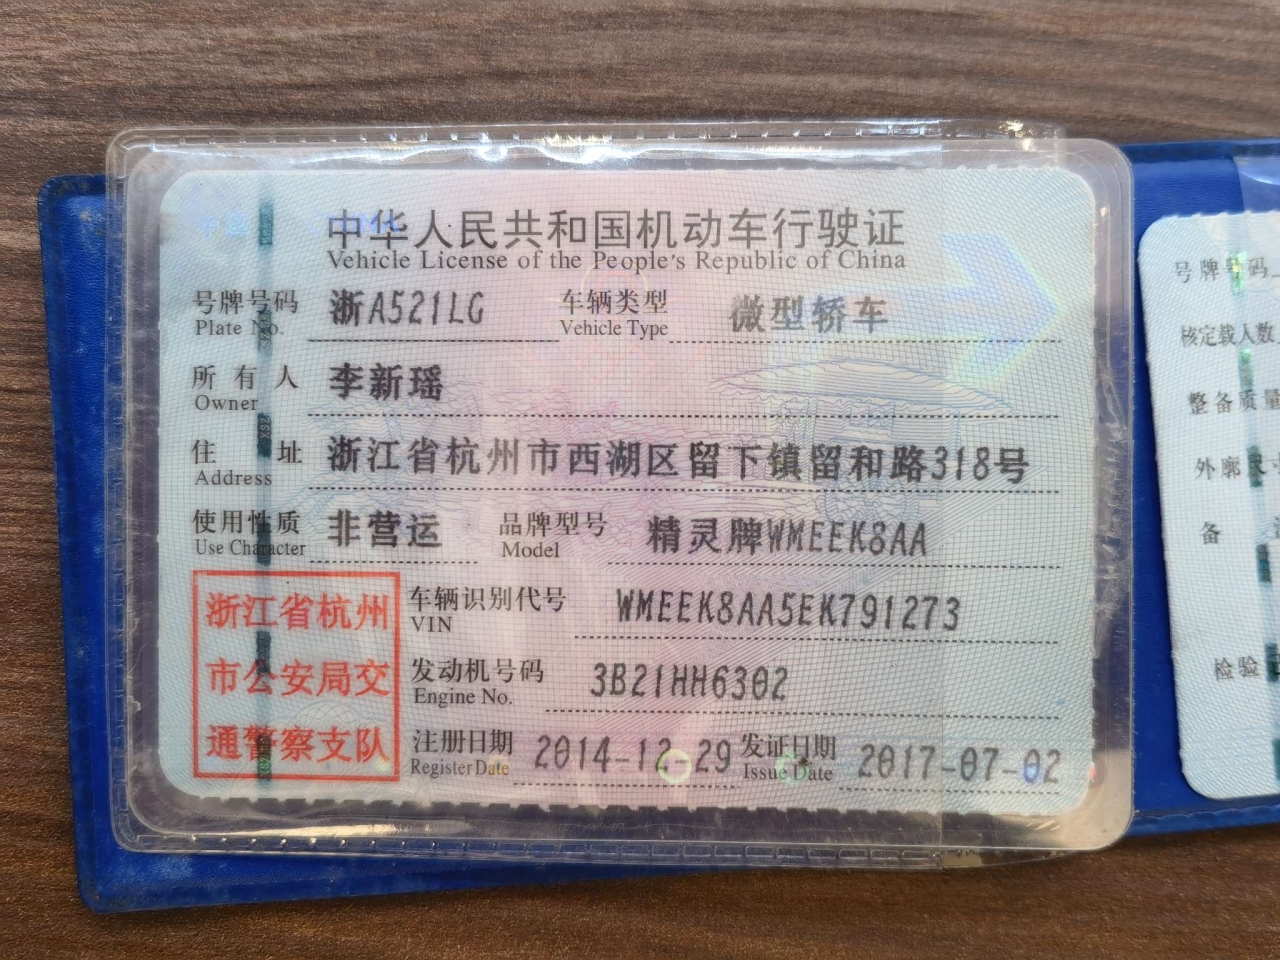 中华人民共和国机动车行驶证
Vehicle License of the People's Republic of China
号牌号码 浙A521LG 车辆类型 微型轿车
Plate No. Vehicle Type
所有人 李新瑶
Owner
住址 浙江省杭州市西湖区留下镇留和路318号
Address
使用性质 非营运 品牌型号 精灵牌WMEEK8AA
Use Character Model
浙江省杭州
市公安局交
通警察支队
车辆识别代号 WMEEK8AA5EK791273
VIN
发动机号码 3B21HH6302
Engine No.
注册日期 2014-12-29 发证日期 2017-07-02
Register Date Issue Date
号牌号码
核定载人数
整备质量
外廓尺寸
备
检验